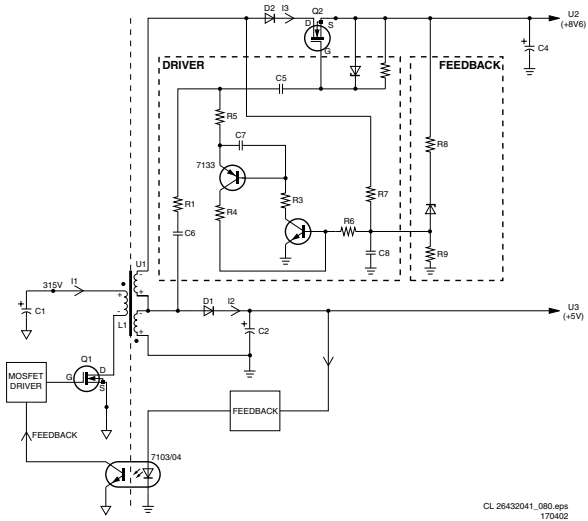 D2 I3 Q2 U2
(+8V6)
D S
G
C4
DRIVER
FEEDBACK
C5
R5
C7
R8
7133
R1
R3
R7
R4
R6
C6
C8
R9
U1
-
+
315V I1
+
-
L1
-
+
D1 I2 U3
(+5V)
+
C1
+
C2
+
Q1
MOSFET
DRIVER
G
D
S
FEEDBACK
FEEDBACK
7103/04
CL 26432041_080.eps
170402